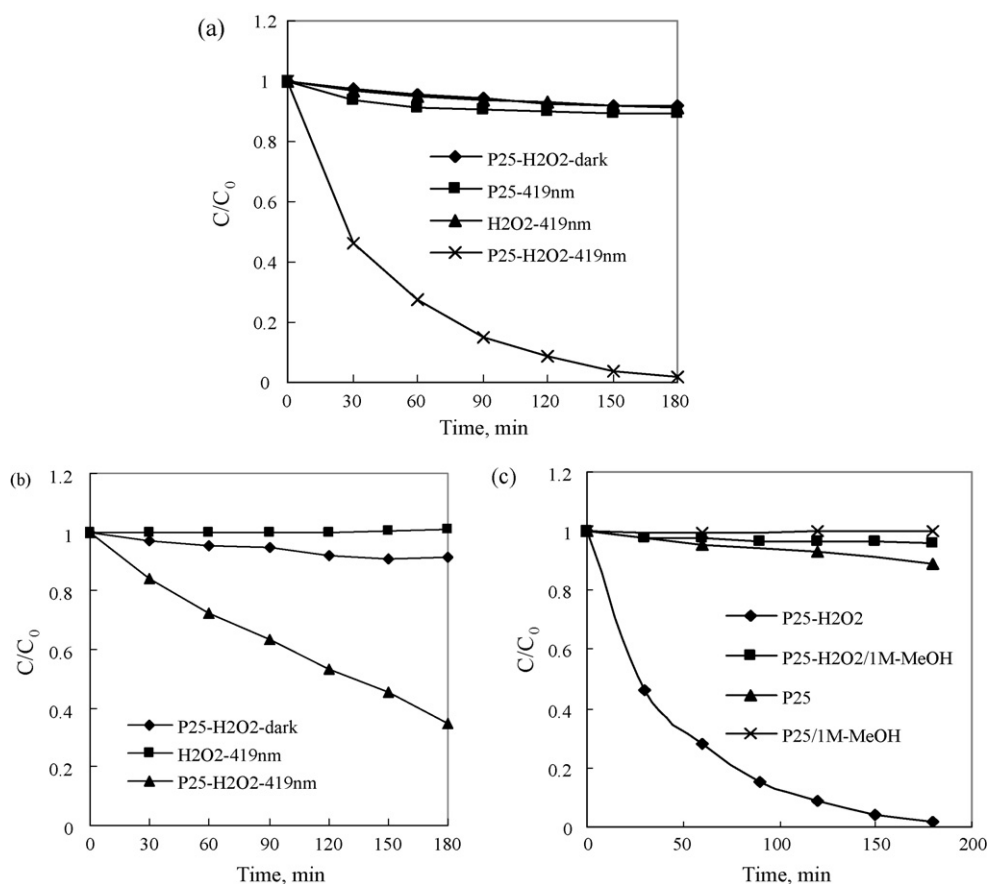 (a)
1.2
1
0.8
0.6
0.4
0.2
0
C/C0
P25-H2O2-dark
P25-419nm
H2O2-419nm
P25-H2O2-419nm
0 30 60 90 120 150 180
Time, min
(b)
1.2
1
0.8
0.6
0.4
0.2
0
C/C0
P25-H2O2-dark
H2O2-419nm
P25-H2O2-419nm
0 30 60 90 120 150 180
Time, min
(c)
1.2
1
0.8
0.6
0.4
0.2
0
C/C0
P25-H2O2
P25-H2O2/1M-MeOH
P25
P25/1M-MeOH
0 50 100 150 200
Time, min